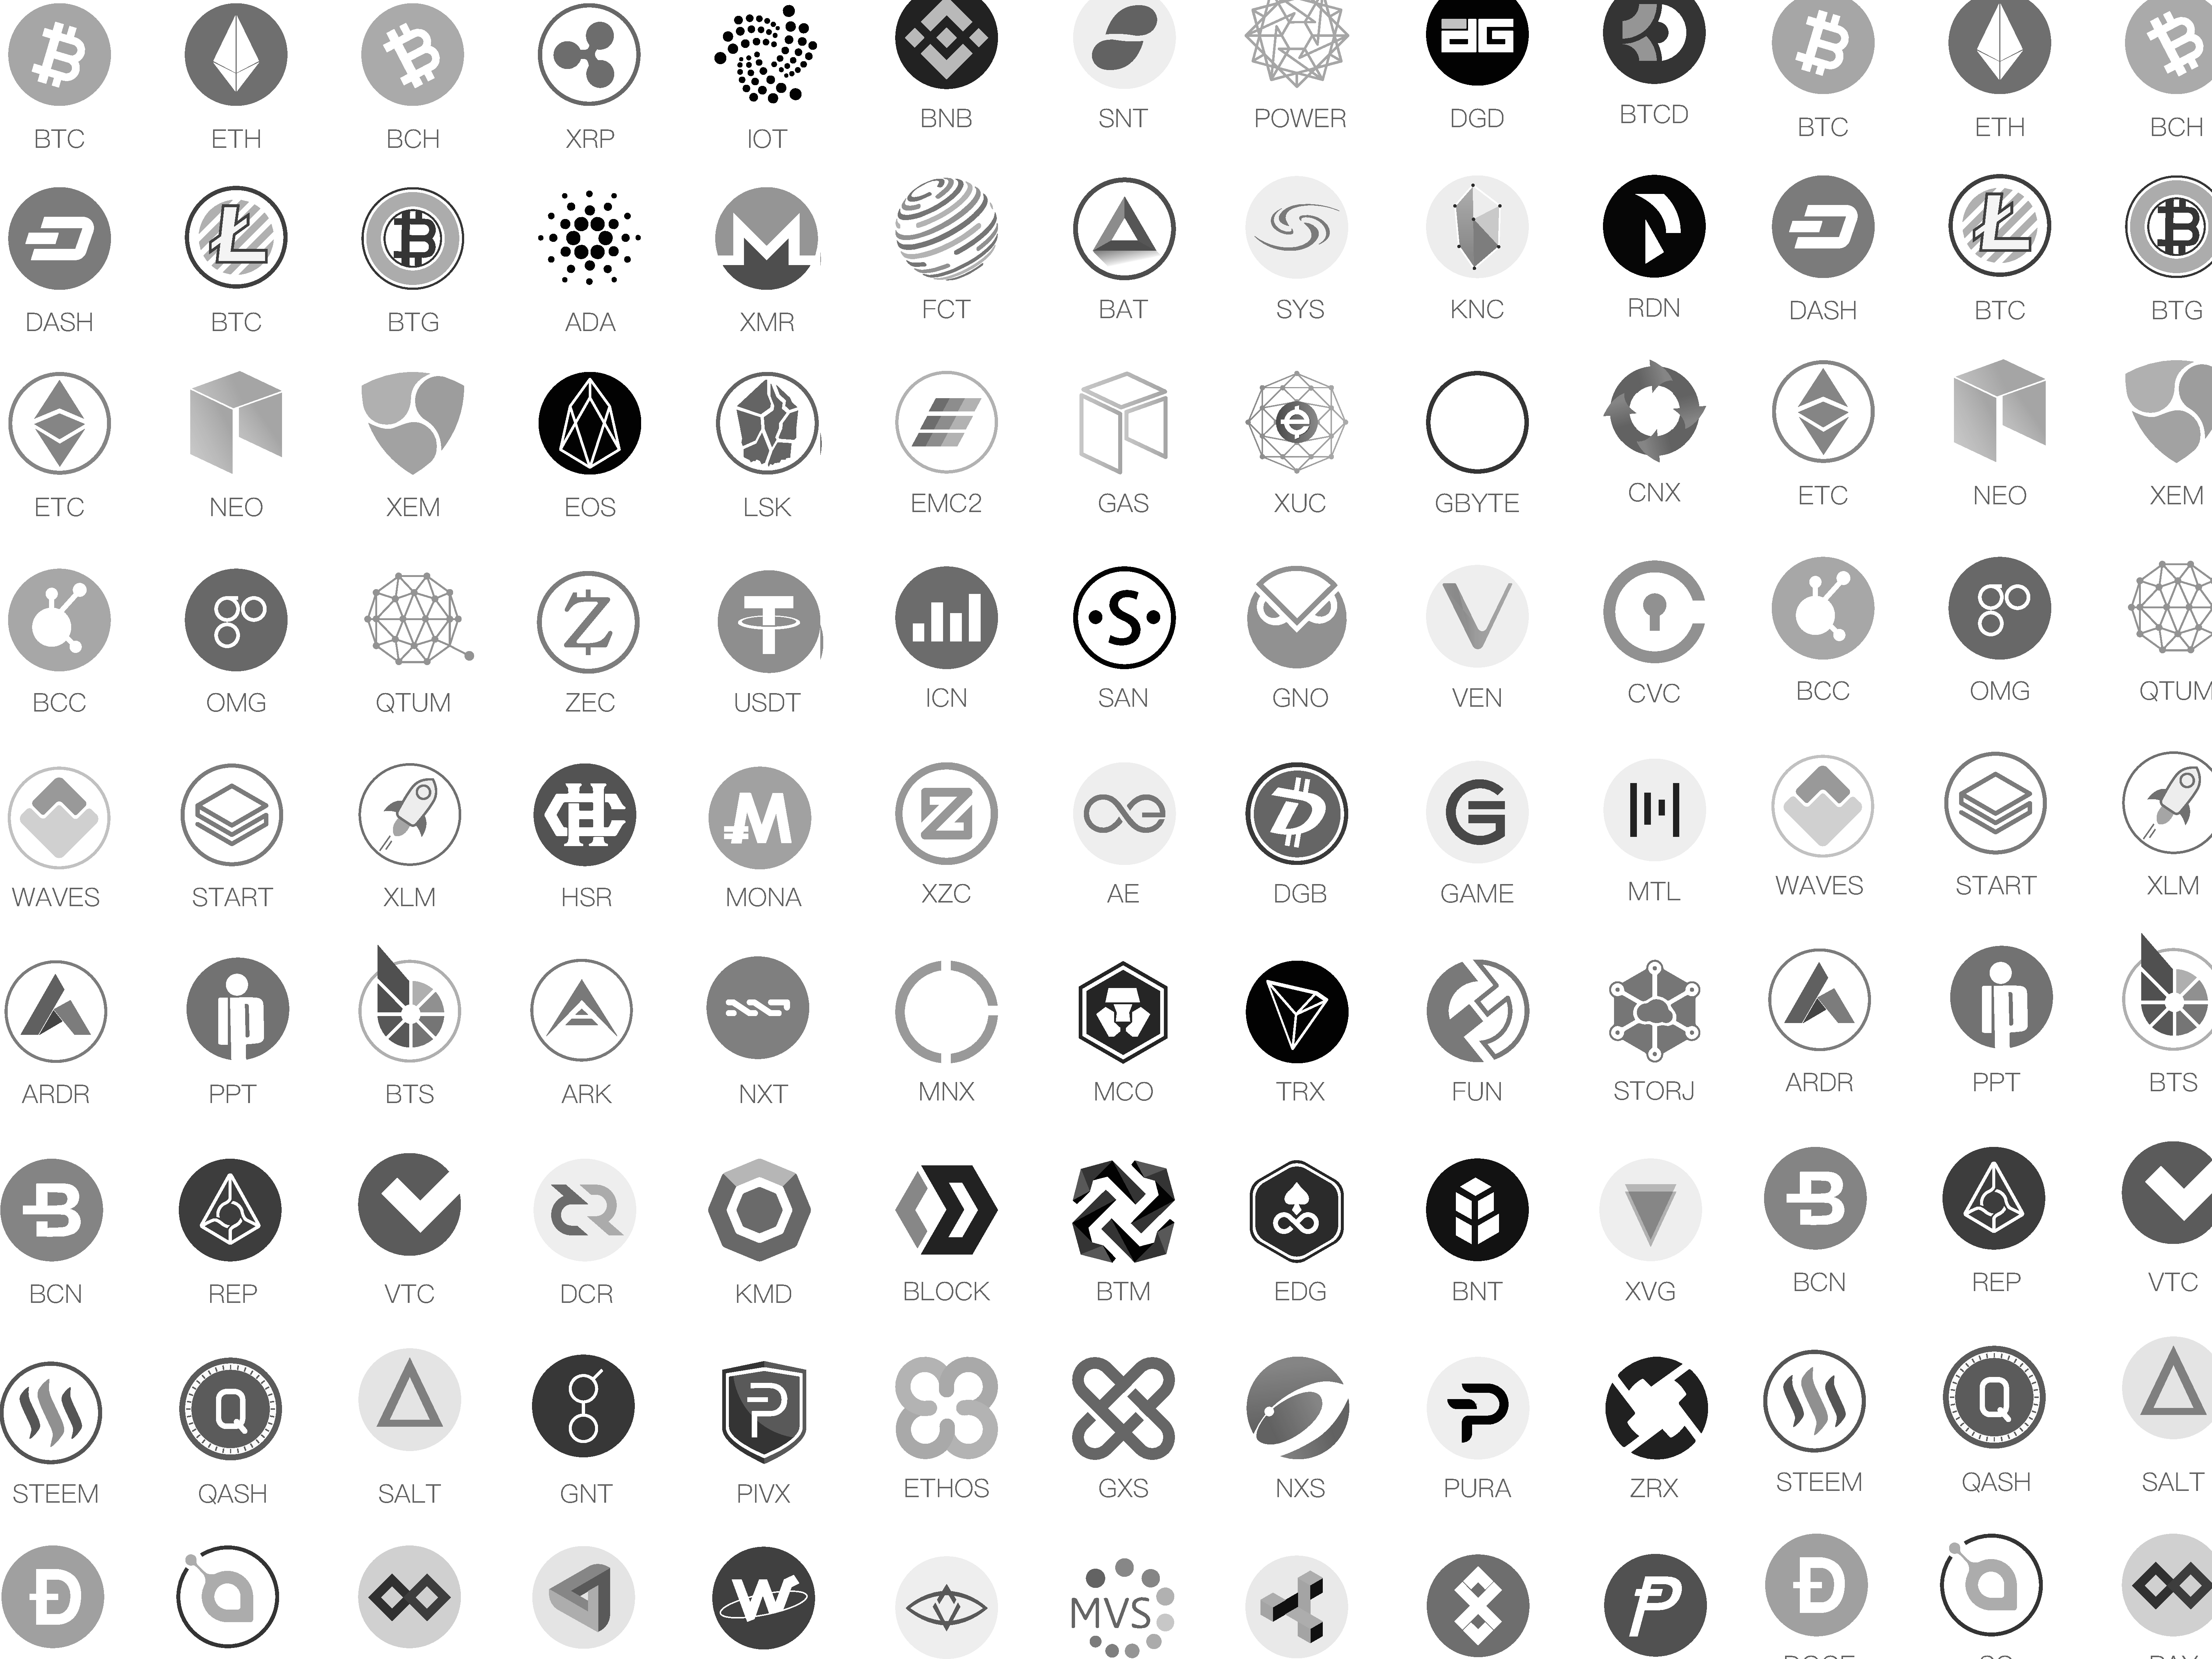 BTC ETH BCH XRP IOT BNB SNT POWER DGD BTCD BTC ETH BCH
DASH BTC BTG ADA XMR FCT BAT SYS KNC RDN DASH BTC BTG
ETC NEO XEM EOS LSK EMC2 GAS XUC GBYTE CNX ETC NEO XEM
BCC OMG QTUM ZEC USDT ICN SAN GNO VEN CVC BCC OMG QTUM
WAVES START XLM HSR MONA XZC AE DGB GAME MTL WAVES START XLM
ARDR PPT BTS ARK NXT MNX MCO TRX FUN STORJ ARDR PPT BTS
BCN REP VTC DCR KMD BLOCK BTM EDG BNT XVG BCN REP VTC
STEEM QASH SALT GNT PIVX ETHOS GXS NXS PURA ZRX STEEM QASH SALT
MVS